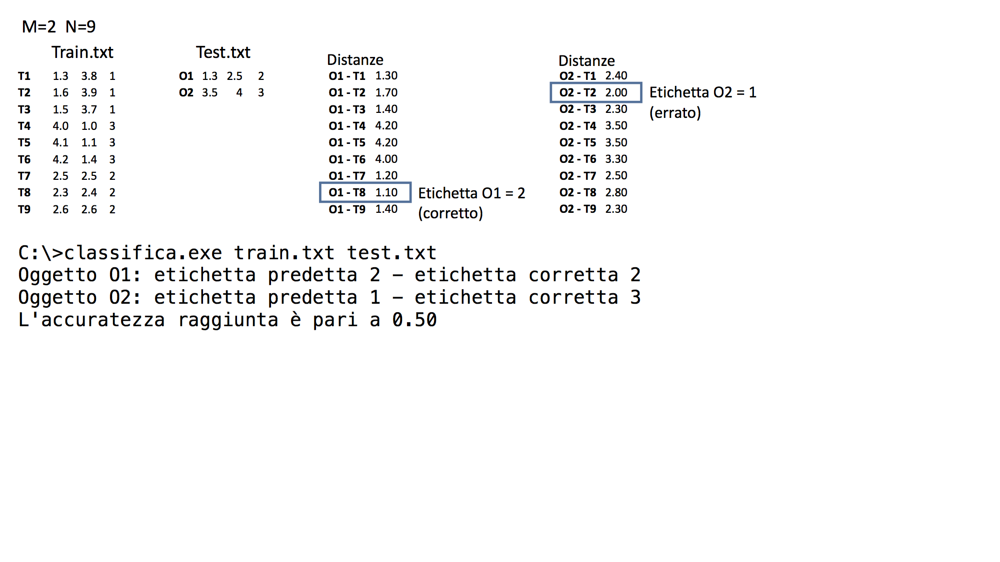 M=2 N=9
Train.txt
T1 1.3 3.8 1
T2 1.6 3.9 1
T3 1.5 3.7 1
T4 4.0 1.0 3
T5 4.1 1.1 3
T6 4.2 1.4 3
T7 2.5 2.5 2
T8 2.3 2.4 2
T9 2.6 2.6 2
Test.txt
O1 1.3 2.5 2
O2 3.5 4 3
Distanze
O1 - T1 1.30
O1 - T2 1.70
O1 - T3 1.40
O1 - T4 4.20
O1 - T5 4.20
O1 - T6 4.00
O1 - T7 1.20
O1 - T8 1.10
O1 - T9 1.40
Etichetta O1 = 2
(corretto)
Distanze
O2 - T1 2.40
O2 - T2 2.00
O2 - T3 2.30
O2 - T4 3.50
O2 - T5 3.50
O2 - T6 3.30
O2 - T7 2.50
O2 - T8 2.80
O2 - T9 2.30
Etichetta O2 = 1
(errato)
C:\>classifica.exe train.txt test.txt
Oggetto O1: etichetta predetta 2 – etichetta corretta 2
Oggetto O2: etichetta predetta 1 – etichetta corretta 3
L'accuratezza raggiunta è pari a 0.50